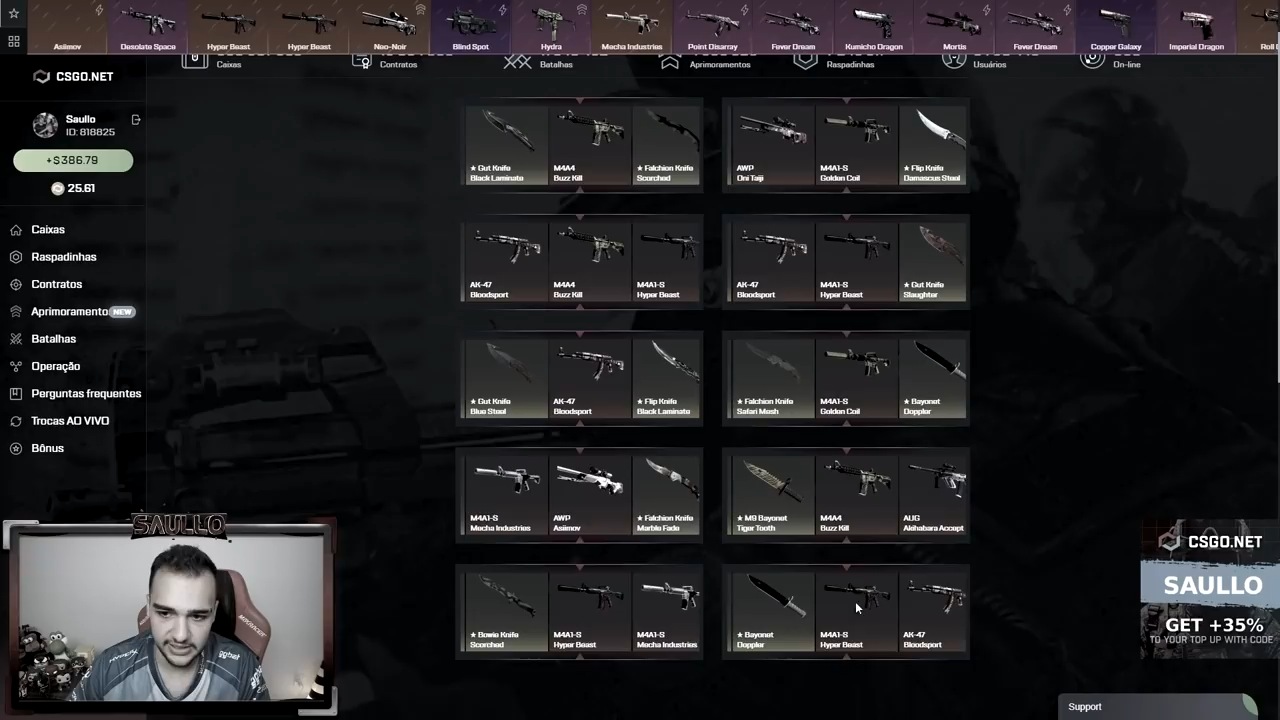 Asiimov
Desolate Space
Hyper Beast
Hyper Beast
Neo-Noir
Blind Spot
Hydra
Mecha Industries
Point Disarray
Fever Dream
Kumicho Dragon
Mortis
Fever Dream
Copper Galaxy
Imperial Dragon
Roll
CSGO.NET
Caixas
Contratos
Batalhas
Aprimoramentos
Raspadinhas
Usuários
On-line
Saullo
ID: 818825
+$386.79
25.61
Caixas
Raspadinhas
Contratos
Aprimoramento NEW
Batalhas
Operação
Perguntas frequentes
Trocas AO VIVO
Bônus
★ Gut Knife
Black Laminate
M4A4
Buzz Kill
★ Falchion Knife
Scorched
AWP
Oni Taiji
M4A1-S
Golden Coil
★ Flip Knife
Damascus Steel
AK-47
Bloodsport
M4A4
Buzz Kill
M4A1-S
Hyper Beast
AK-47
Bloodsport
M4A1-S
Hyper Beast
★ Gut Knife
Slaughter
★ Gut Knife
Blue Steel
AK-47
Bloodsport
★ Flip Knife
Black Laminate
★ Falchion Knife
Safari Mesh
M4A1-S
Golden Coil
★ Bayonet
Doppler
M4A1-S
Mecha Industries
AWP
Asiimov
★ Falchion Knife
Marble Fade
★ M9 Bayonet
Tiger Tooth
M4A4
Buzz Kill
AUG
Akihabara Accept
★ Bowie Knife
Scorched
M4A1-S
Hyper Beast
M4A1-S
Mecha Industries
★ Bayonet
Doppler
M4A1-S
Hyper Beast
AK-47
Bloodsport
SAULLO
CSGO.NET
SAULLO
GET +35%
TO YOUR TOP UP WITH CODE
Support